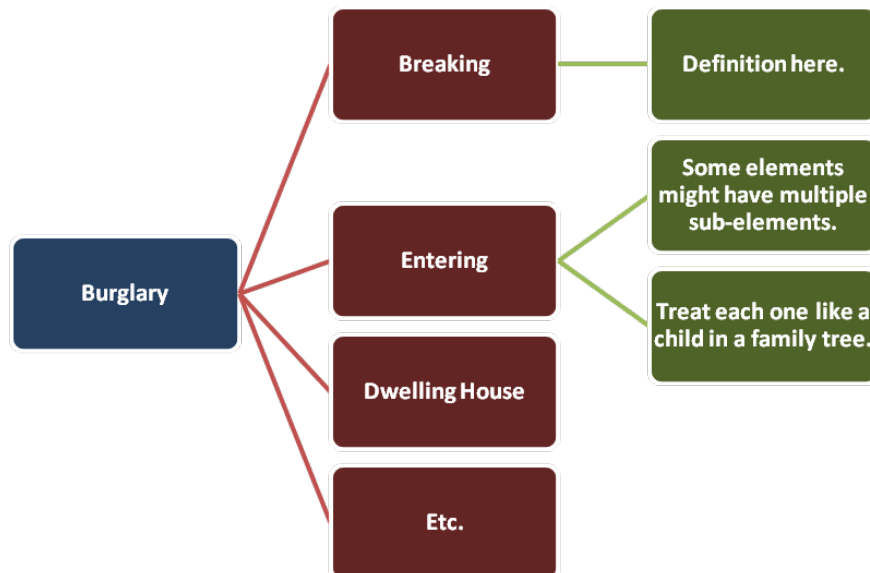 Breaking
Definition here.
Some elements
might have multiple
sub-elements.
Entering
Burglary
Treat each one like a
child in a family tree.
Dwelling House
Etc.